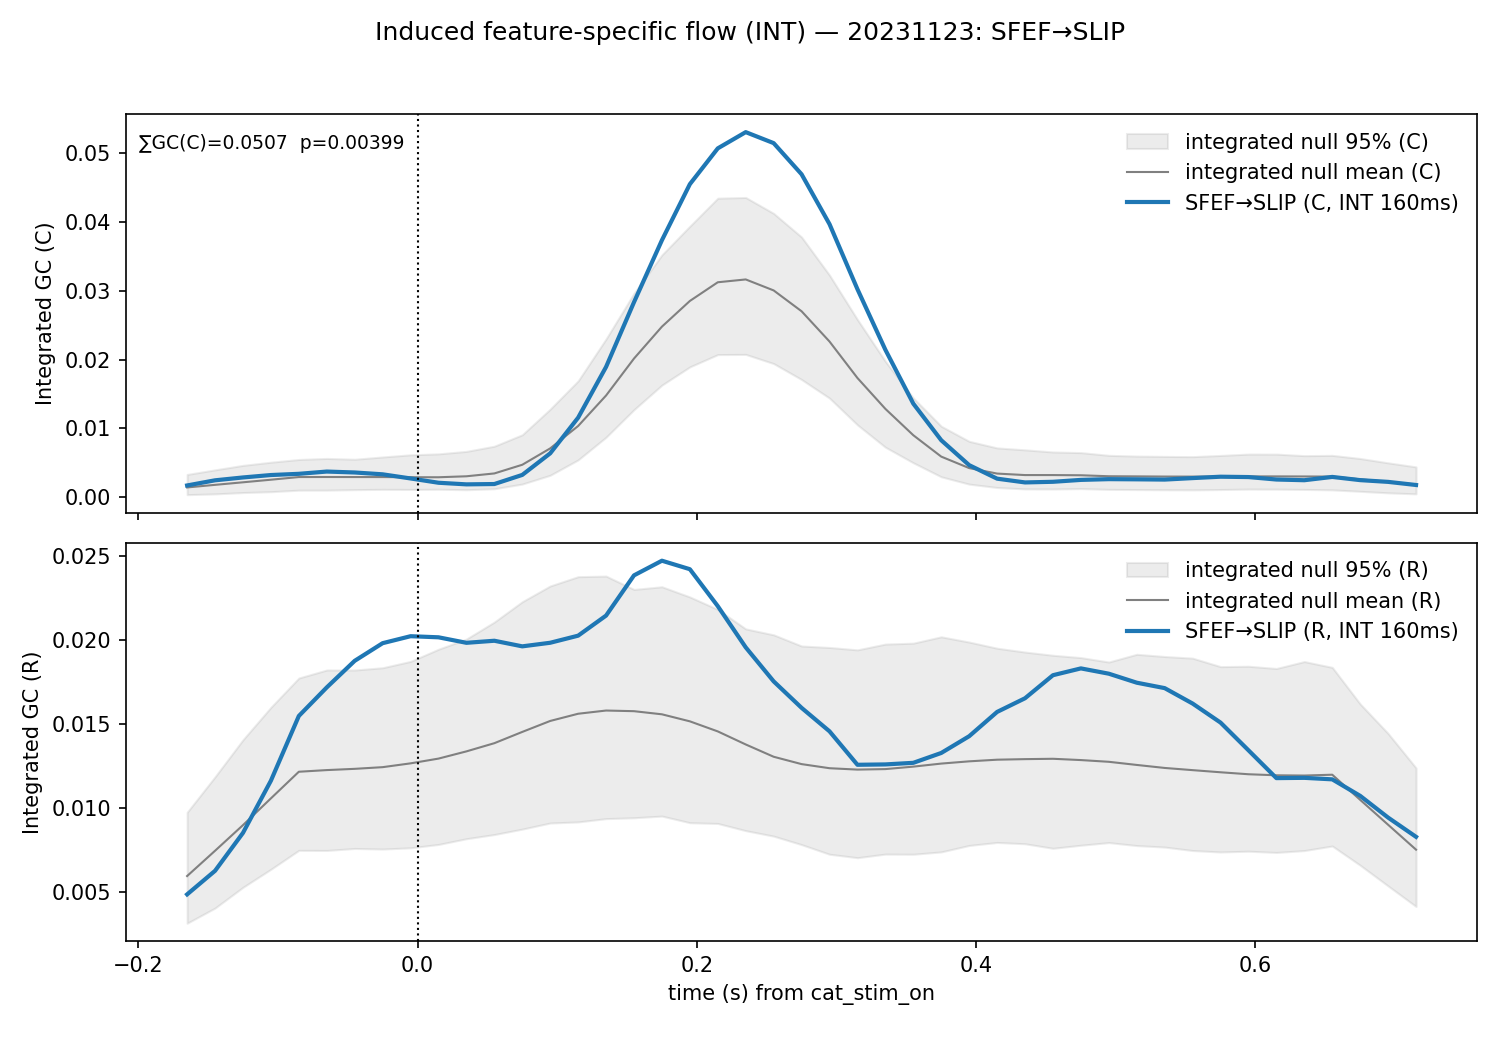 Induced feature-specific flow (INT) — 20231123: SFEF→SLIP
∑GC(C)=0.0507  p=0.00399
integrated null 95% (C)
integrated null mean (C)
SFEF→SLIP (C, INT 160ms)
Integrated GC (C)
0.05
0.04
0.03
0.02
0.01
0.00
integrated null 95% (R)
integrated null mean (R)
SFEF→SLIP (R, INT 160ms)
Integrated GC (R)
0.025
0.020
0.015
0.010
0.005
−0.2
0.0
0.2
0.4
0.6
time (s) from cat_stim_on